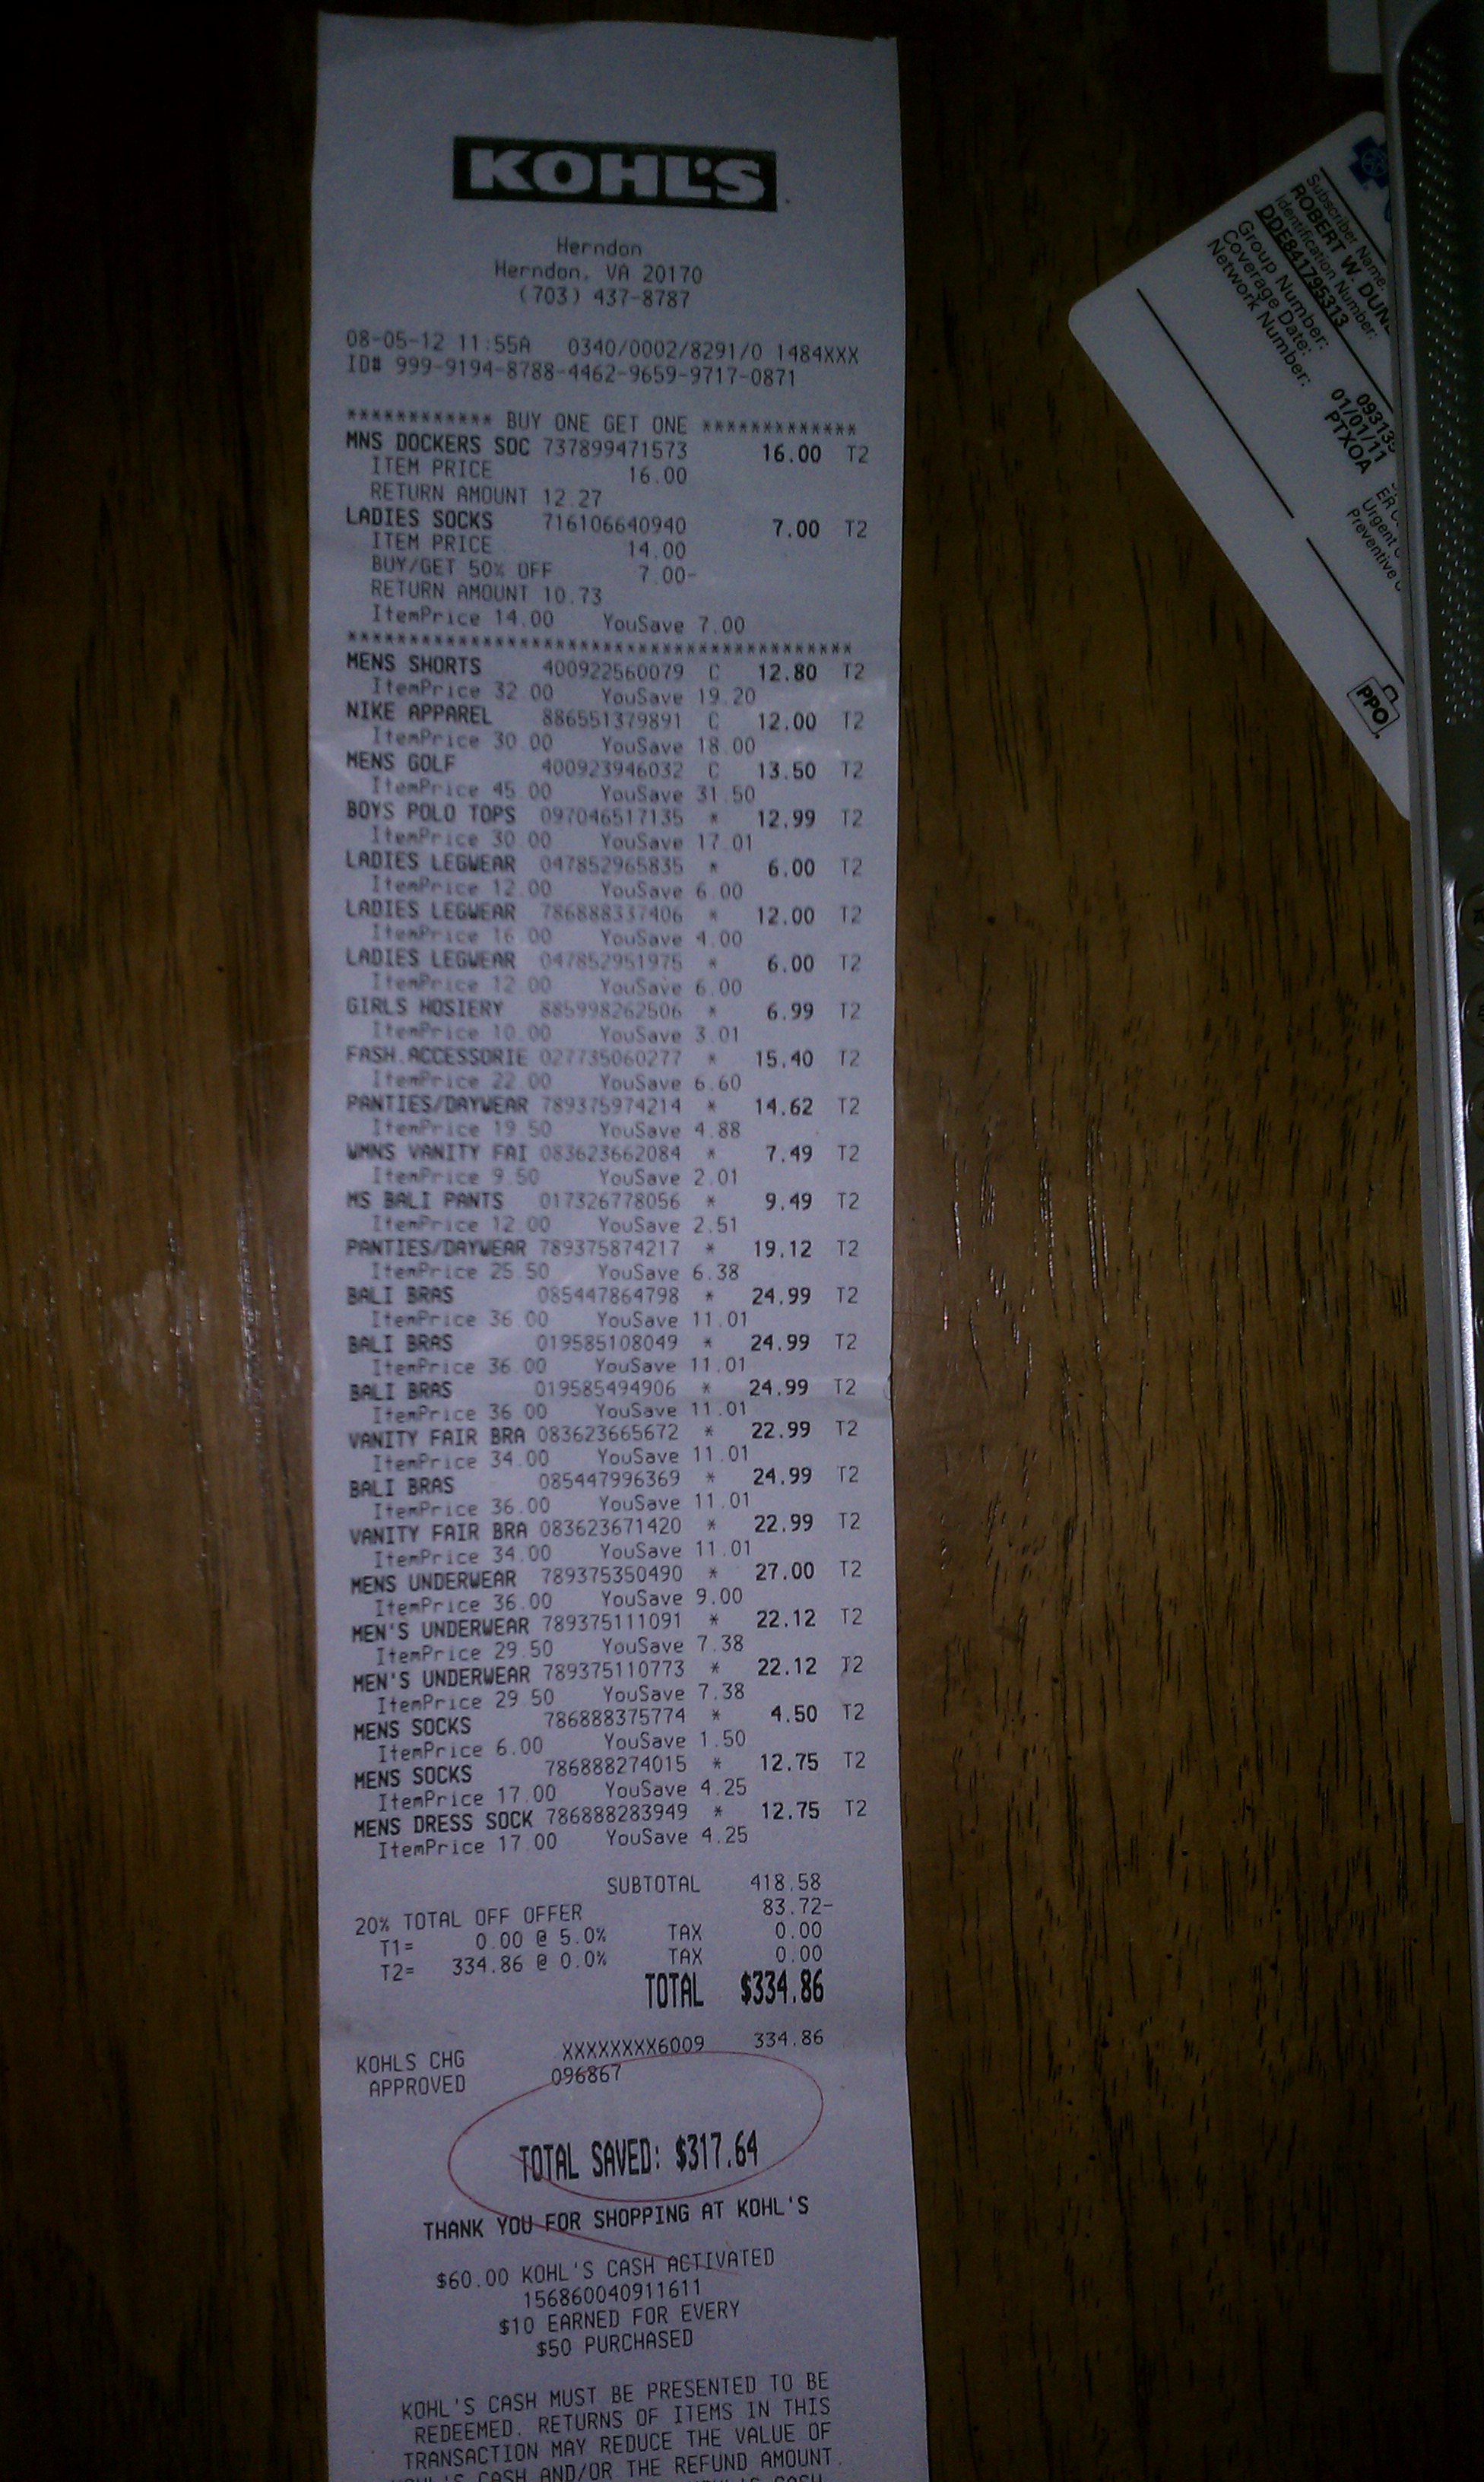 KOHL'S
Herndon
Herndon, VA 20170
(703) 437-8787
08-05-12 11:55A 0340/0002/8291/0 1484XXX
ID# 999-9194-8788-4462-9659-9717-0871
************ BUY ONE GET ONE *************
MNS DOCKERS SOC 737899471573 16.00 T2
ITEM PRICE 16.00
RETURN AMOUNT 12.27
LADIES SOCKS 716106640940 7.00 T2
ITEM PRICE 14.00
BUY/GET 50% OFF 7.00-
RETURN AMOUNT 10.73
ItemPrice 14.00 YouSave 7.00
******************************************
MENS SHORTS 400922560079 C 12.80 T2
ItemPrice 32.00 YouSave 19.20
NIKE APPAREL 886551379891 C 12.00 T2
ItemPrice 30.00 YouSave 18.00
MENS GOLF 400923946032 C 13.50 T2
ItemPrice 45.00 YouSave 31.50
BOYS POLO TOPS 097046517135 * 12.99 T2
ItemPrice 30.00 YouSave 17.01
LADIES LEGWEAR 047852965835 * 6.00 T2
ItemPrice 12.00 YouSave 6.00
LADIES LEGWEAR 786888337406 * 12.00 T2
ItemPrice 16.00 YouSave 4.00
LADIES LEGWEAR 047852951975 * 6.00 T2
ItemPrice 12.00 YouSave 6.00
GIRLS HOSIERY 885998262506 * 6.99 T2
ItemPrice 10.00 YouSave 3.01
FASH.ACCESSORIE 027735060277 * 15.40 T2
ItemPrice 22.00 YouSave 6.60
PANTIES/DAYWEAR 789375974214 * 14.62 T2
ItemPrice 19.50 YouSave 4.88
WMNS VANITY FAI 083623662084 * 7.49 T2
ItemPrice 9.50 YouSave 2.01
MS BALI PANTS 017326778056 * 9.49 T2
ItemPrice 12.00 YouSave 2.51
PANTIES/DAYWEAR 789375874217 * 19.12 T2
ItemPrice 25.50 YouSave 6.38
BALI BRAS 085447864798 * 24.99 T2
ItemPrice 36.00 YouSave 11.01
BALI BRAS 019585108049 * 24.99 T2
ItemPrice 36.00 YouSave 11.01
BALI BRAS 019585494906 * 24.99 T2
ItemPrice 36.00 YouSave 11.01
VANITY FAIR BRA 083623665672 * 22.99 T2
ItemPrice 34.00 YouSave 11.01
BALI BRAS 085447996369 * 24.99 T2
ItemPrice 36.00 YouSave 11.01
VANITY FAIR BRA 083623671420 * 22.99 T2
ItemPrice 34.00 YouSave 11.01
MENS UNDERWEAR 789375350490 * 27.00 T2
ItemPrice 36.00 YouSave 9.00
MEN'S UNDERWEAR 789375111091 * 22.12 T2
ItemPrice 29.50 YouSave 7.38
MEN'S UNDERWEAR 789375110773 * 22.12 T2
ItemPrice 29.50 YouSave 7.38
MENS SOCKS 786888375774 * 4.50 T2
ItemPrice 6.00 YouSave 1.50
MENS SOCKS 786888274015 * 12.75 T2
ItemPrice 17.00 YouSave 4.25
MENS DRESS SOCK 786888283949 * 12.75 T2
ItemPrice 17.00 YouSave 4.25
SUBTOTAL 418.58
20% TOTAL OFF OFFER 83.72-
T1= 0.00 @ 5.0% TAX 0.00
T2= 334.86 @ 0.0% TAX 0.00
TOTAL $334.86
KOHLS CHG XXXXXXXX6009 334.86
APPROVED 096867
TOTAL SAVED: $317.64
THANK YOU FOR SHOPPING AT KOHL'S
$60.00 KOHL'S CASH ACTIVATED
156860040911611
$10 EARNED FOR EVERY
$50 PURCHASED
KOHL'S CASH MUST BE PRESENTED TO BE
REDEEMED. RETURNS OF ITEMS IN THIS
TRANSACTION MAY REDUCE THE VALUE OF
KOHL'S CASH AND/OR THE REFUND AMOUNT.
Subscriber Name:
ROBERT W. DUN
Identification Number:
DDE841795313
Group Number: 09313
Coverage Date: 01/01/11
Network Number: PTXOA
ER
Urgent
Preventive
PPO